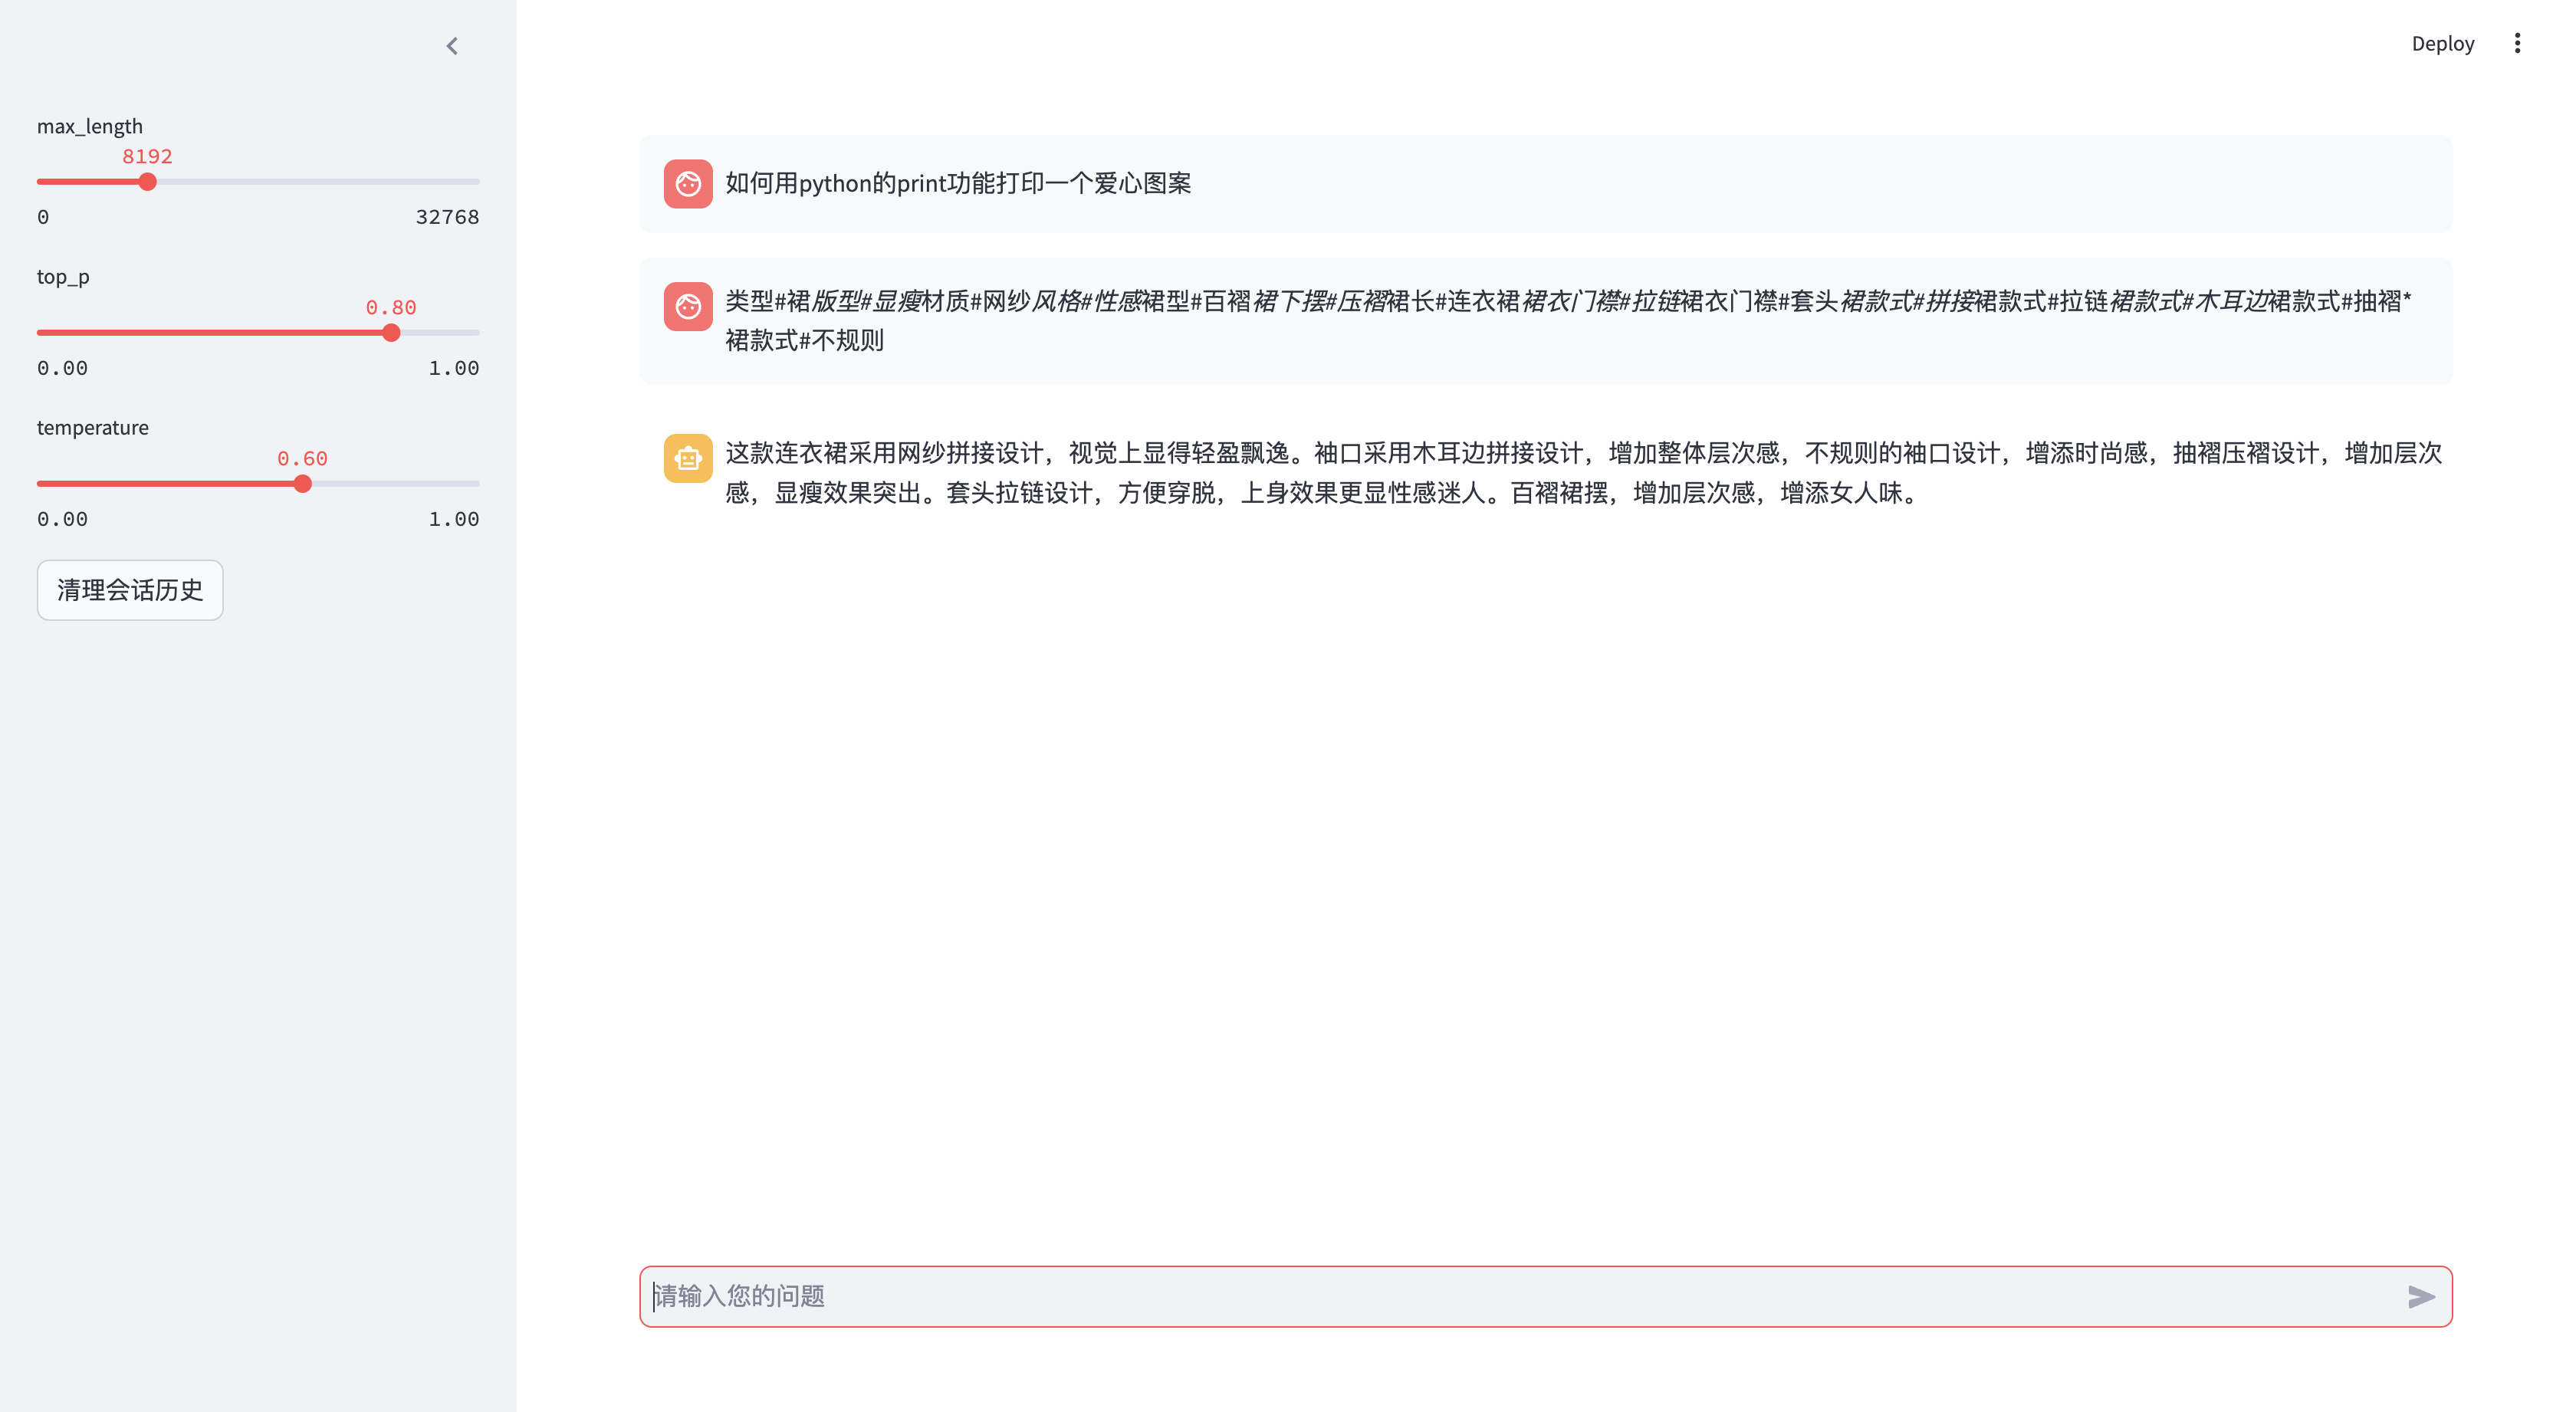 max_length
8192
0 32768
top_p
0.80
0.00 1.00
temperature
0.60
0.00 1.00
清理会话历史
Deploy
如何用python的print功能打印一个爱心图案
类型#裙版型#显瘦材质#网纱风格#性感裙型#百褶裙下摆#压褶裙长#连衣裙裙衣门襟#拉链裙衣门襟#套头裙款式#拼接裙款式#拉链裙款式#木耳边裙款式#抽褶*
裙款式#不规则
这款连衣裙采用网纱拼接设计，视觉上显得轻盈飘逸。袖口采用木耳边拼接设计，增加整体层次感，不规则的袖口设计，增添时尚感，抽褶压褶设计，增加层次
感，显瘦效果突出。套头拉链设计，方便穿脱，上身效果更显性感迷人。百褶裙摆，增加层次感，增添女人味。
请输入您的问题